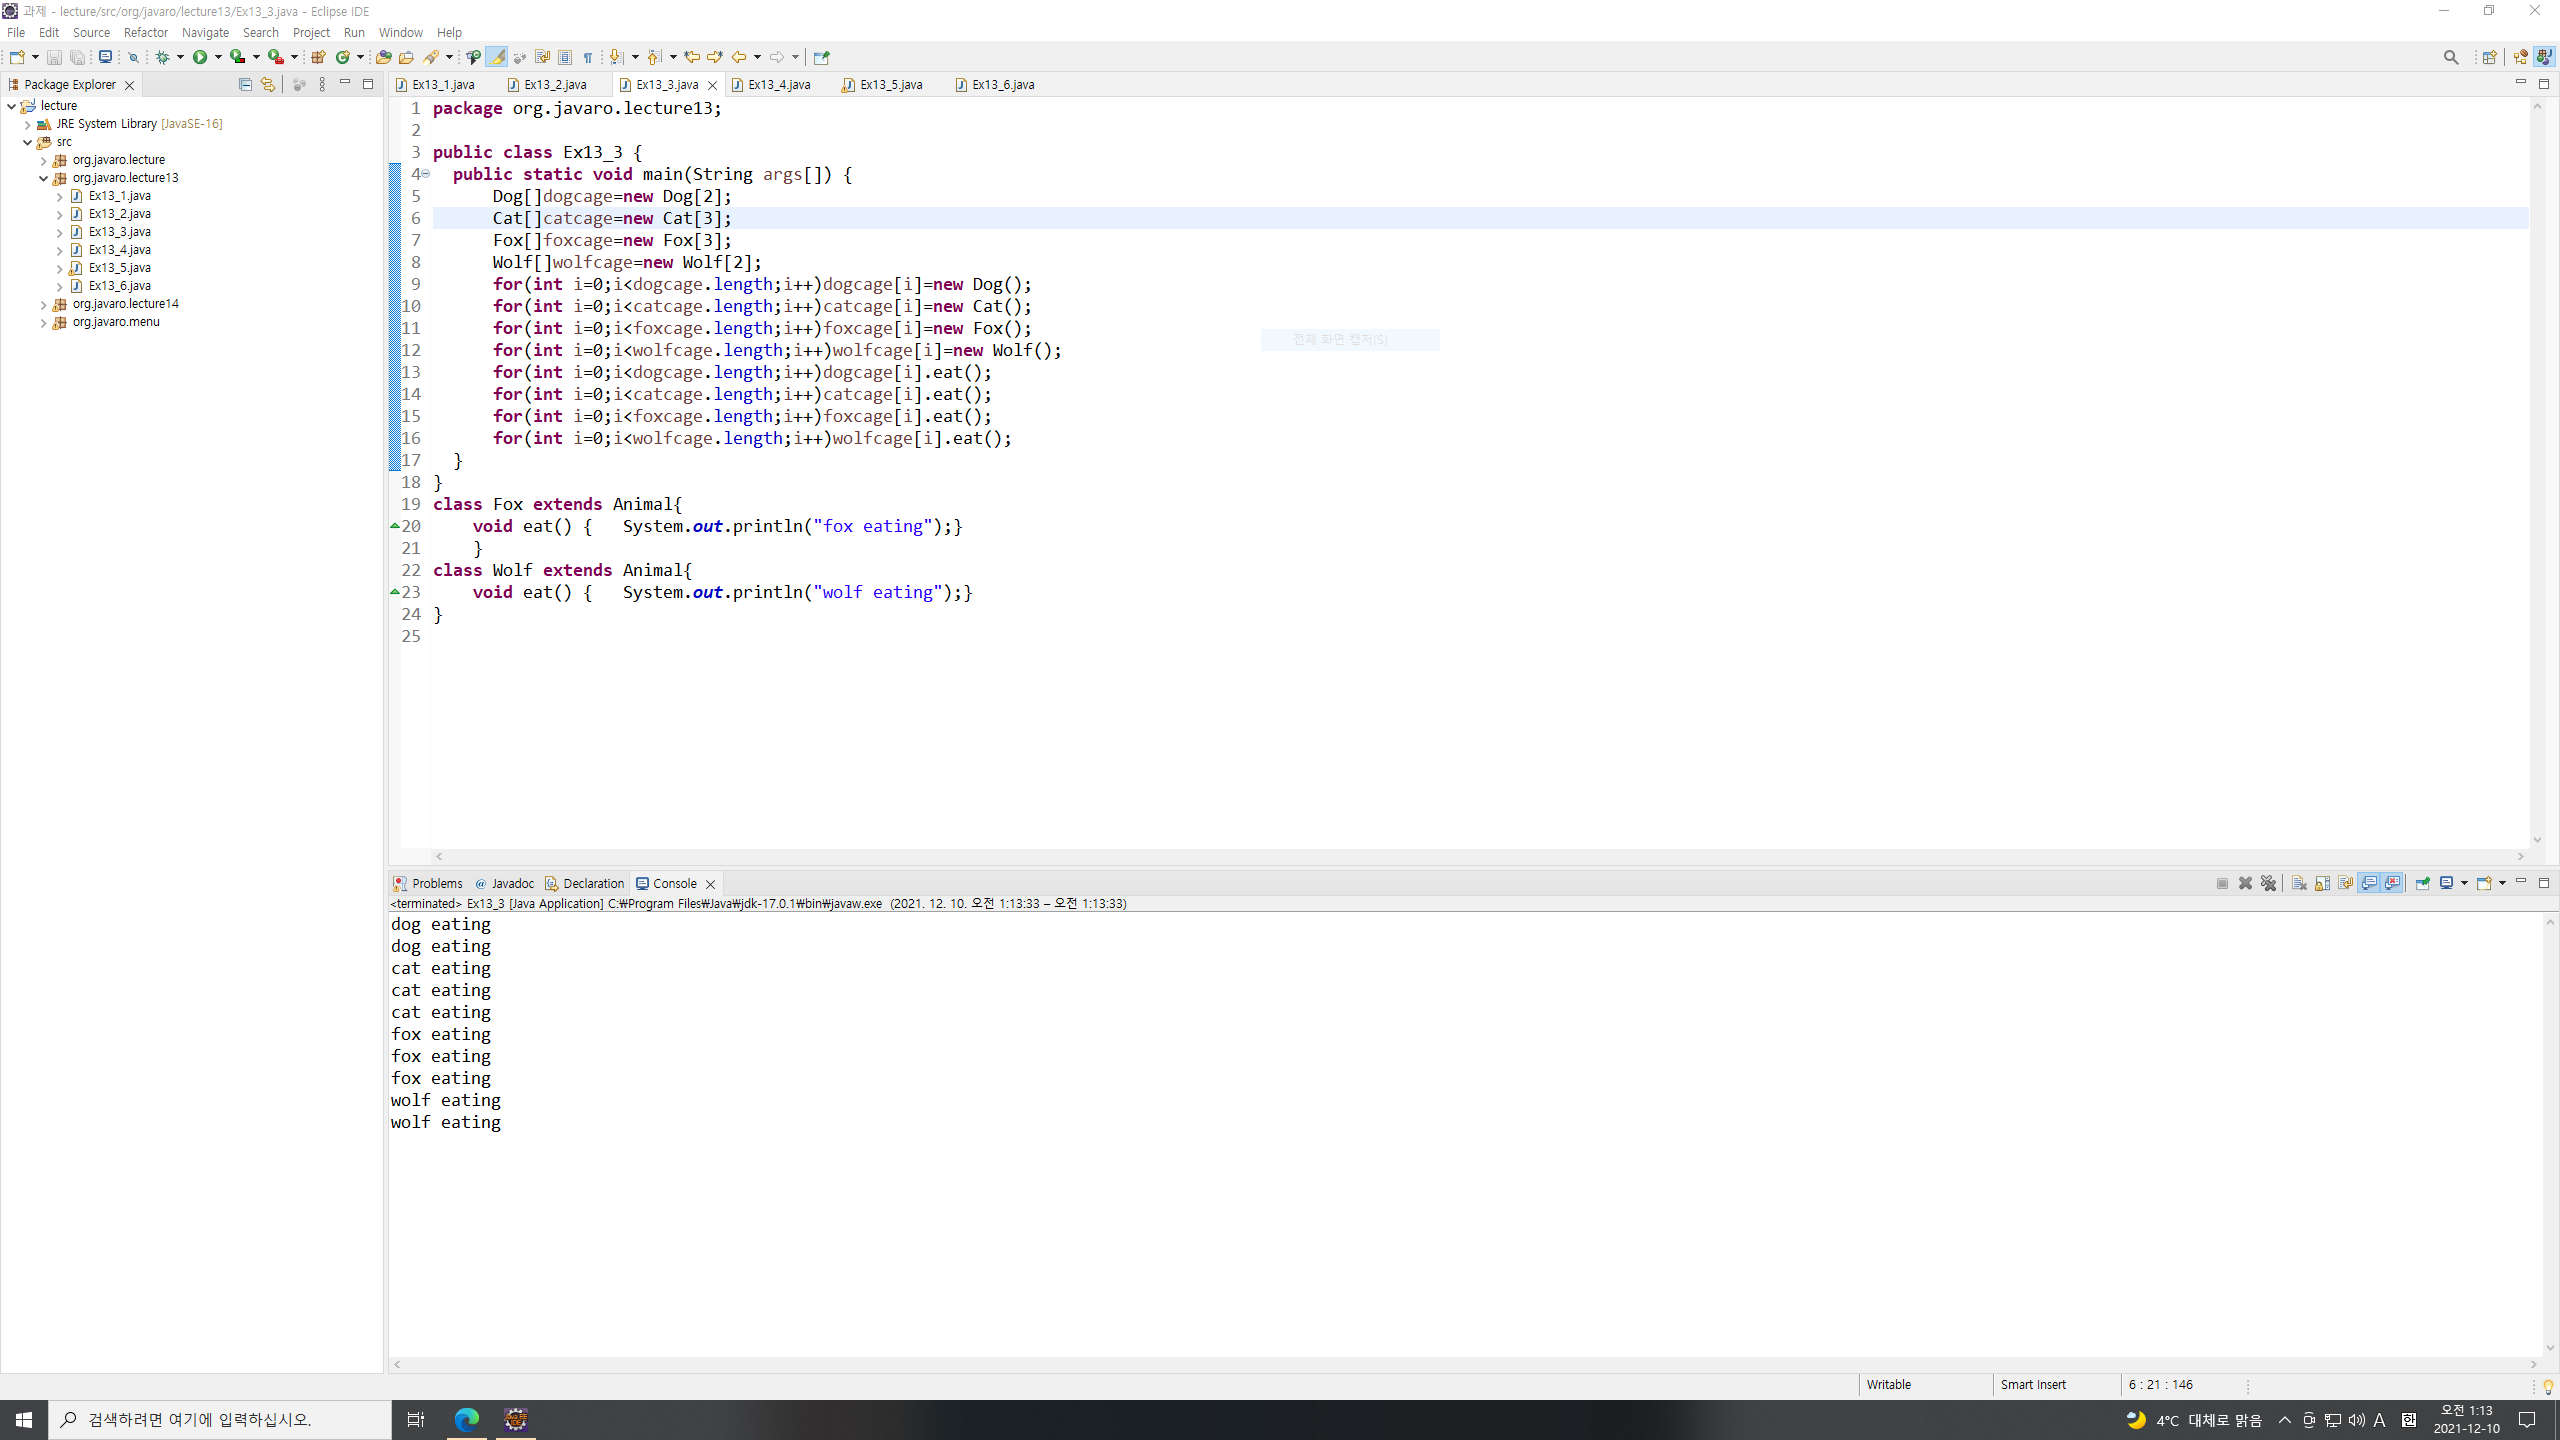 과제 - lecture/src/org/javaro/lecture13/Ex13_3.java - Eclipse IDE
File Edit Source Refactor Navigate Search Project Run Window Help
Package Explorer
lecture
JRE System Library [JavaSE-16]
src
org.javaro.lecture
org.javaro.lecture13
Ex13_1.java
Ex13_2.java
Ex13_3.java
Ex13_4.java
Ex13_5.java
Ex13_6.java
org.javaro.lecture14
org.javaro.menu
Ex13_1.java Ex13_2.java Ex13_3.java Ex13_4.java Ex13_5.java Ex13_6.java
1 package org.javaro.lecture13;
2
3 public class Ex13_3 {
4 public static void main(String args[]) {
5 Dog[]dogcage=new Dog[2];
6 Cat[]catcage=new Cat[3];
7 Fox[]foxcage=new Fox[3];
8 Wolf[]wolfcage=new Wolf[2];
9 for(int i=0;i<dogcage.length;i++)dogcage[i]=new Dog();
10 for(int i=0;i<catcage.length;i++)catcage[i]=new Cat();
11 for(int i=0;i<foxcage.length;i++)foxcage[i]=new Fox();
12 for(int i=0;i<wolfcage.length;i++)wolfcage[i]=new Wolf();
13 for(int i=0;i<dogcage.length;i++)dogcage[i].eat();
14 for(int i=0;i<catcage.length;i++)catcage[i].eat();
15 for(int i=0;i<foxcage.length;i++)foxcage[i].eat();
16 for(int i=0;i<wolfcage.length;i++)wolfcage[i].eat();
17 }
18 }
19 class Fox extends Animal{
20 void eat() { System.out.println("fox eating");}
21 }
22 class Wolf extends Animal{
23 void eat() { System.out.println("wolf eating");}
24 }
25
전체 화면 캡처(S)
Problems @ Javadoc Declaration Console
<terminated> Ex13_3 [Java Application] C:₩Program Files₩Java₩jdk-17.0.1₩bin₩javaw.exe (2021. 12. 10. 오전 1:13:33 – 오전 1:13:33)
dog eating
dog eating
cat eating
cat eating
cat eating
fox eating
fox eating
fox eating
wolf eating
wolf eating
Writable Smart Insert 6 : 21 : 146
검색하려면 여기에 입력하십시오.
4°C 대체로 맑음 A 한
오전 1:13
2021-12-10